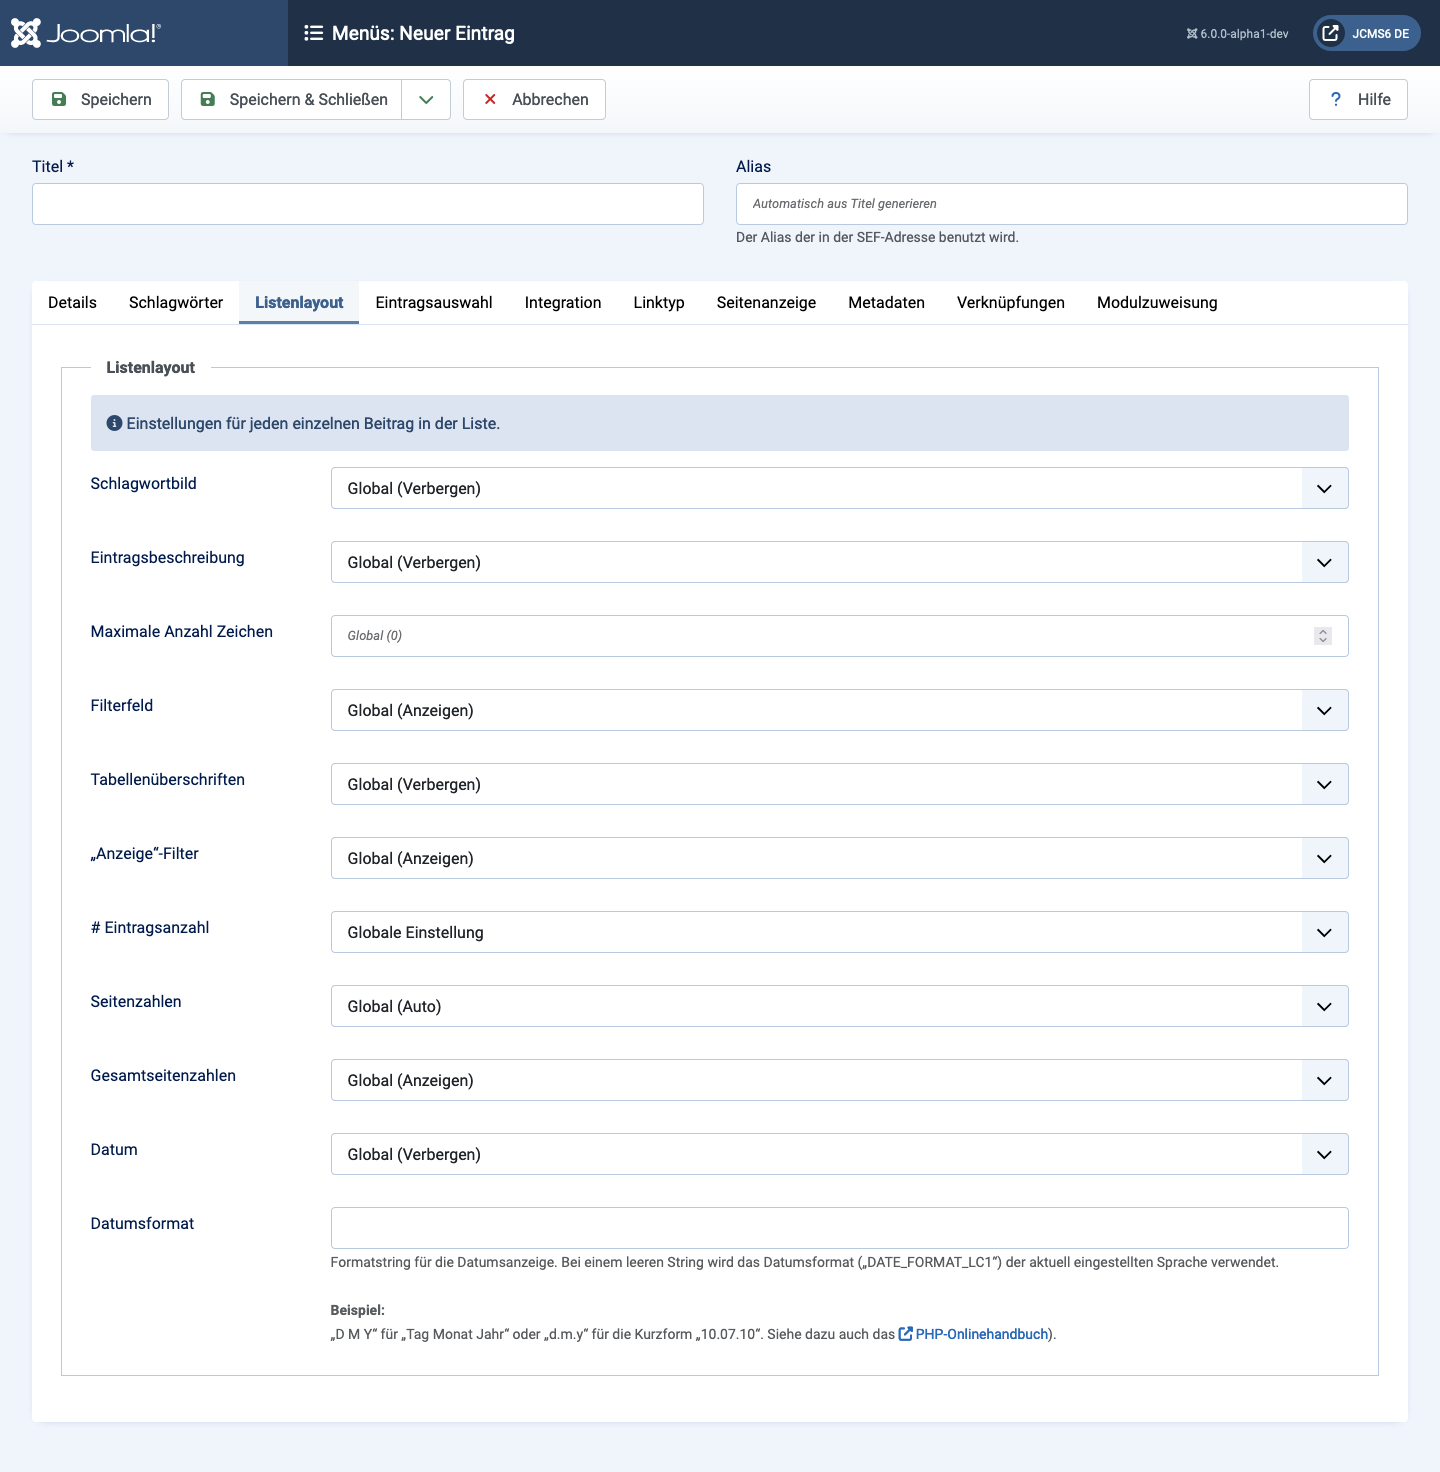 Joomla!®
Menüs: Neuer Eintrag
6.0.0-alpha1-dev
JCMS6 DE
Speichern
Speichern & Schließen
Abbrechen
? Hilfe
Titel *
Alias
Automatisch aus Titel generieren
Der Alias der in der SEF-Adresse benutzt wird.
Details
Schlagwörter
Listenlayout
Eintragsauswahl
Integration
Linktyp
Seitenanzeige
Metadaten
Verknüpfungen
Modulzuweisung
Listenlayout
Einstellungen für jeden einzelnen Beitrag in der Liste.
Schlagwortbild
Global (Verbergen)
Eintragsbeschreibung
Global (Verbergen)
Maximale Anzahl Zeichen
Global (0)
Filterfeld
Global (Anzeigen)
Tabellenüberschriften
Global (Verbergen)
„Anzeige“-Filter
Global (Anzeigen)
# Eintragsanzahl
Globale Einstellung
Seitenzahlen
Global (Auto)
Gesamtseitenzahlen
Global (Anzeigen)
Datum
Global (Verbergen)
Datumsformat
Formatstring für die Datumsanzeige. Bei einem leeren String wird das Datumsformat („DATE_FORMAT_LC1“) der aktuell eingestellten Sprache verwendet.
Beispiel:
„D M Y“ für „Tag Monat Jahr“ oder „d.m.y“ für die Kurzform „10.07.10“. Siehe dazu auch das PHP-Onlinehandbuch).